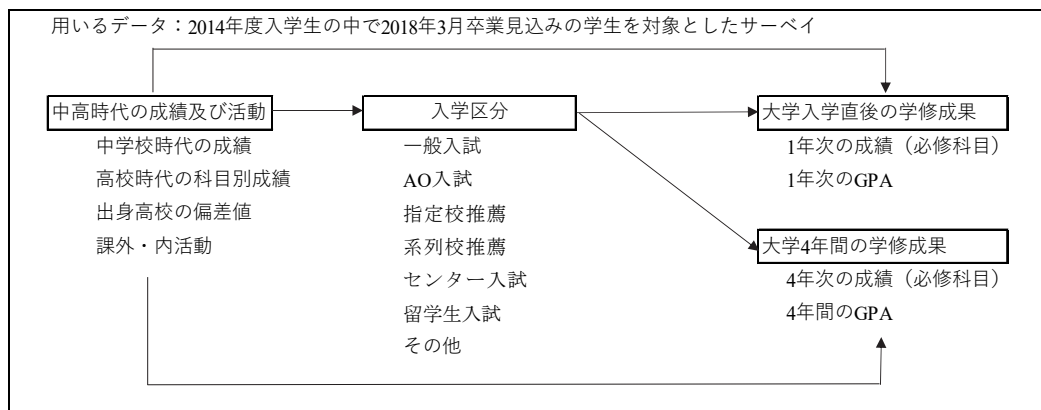 用いるデータ：2014年度入学生の中で2018年3月卒業見込みの学生を対象としたサーベイ
中高時代の成績及び活動
中学校時代の成績
高校時代の科目別成績
出身高校の偏差値
課外・内活動
入学区分
一般入試
AO入試
指定校推薦
系列校推薦
センター入試
留学生入試
その他
大学入学直後の学修成果
1年次の成績（必修科目）
1年次のGPA
大学4年間の学修成果
4年次の成績（必修科目）
4年間のGPA